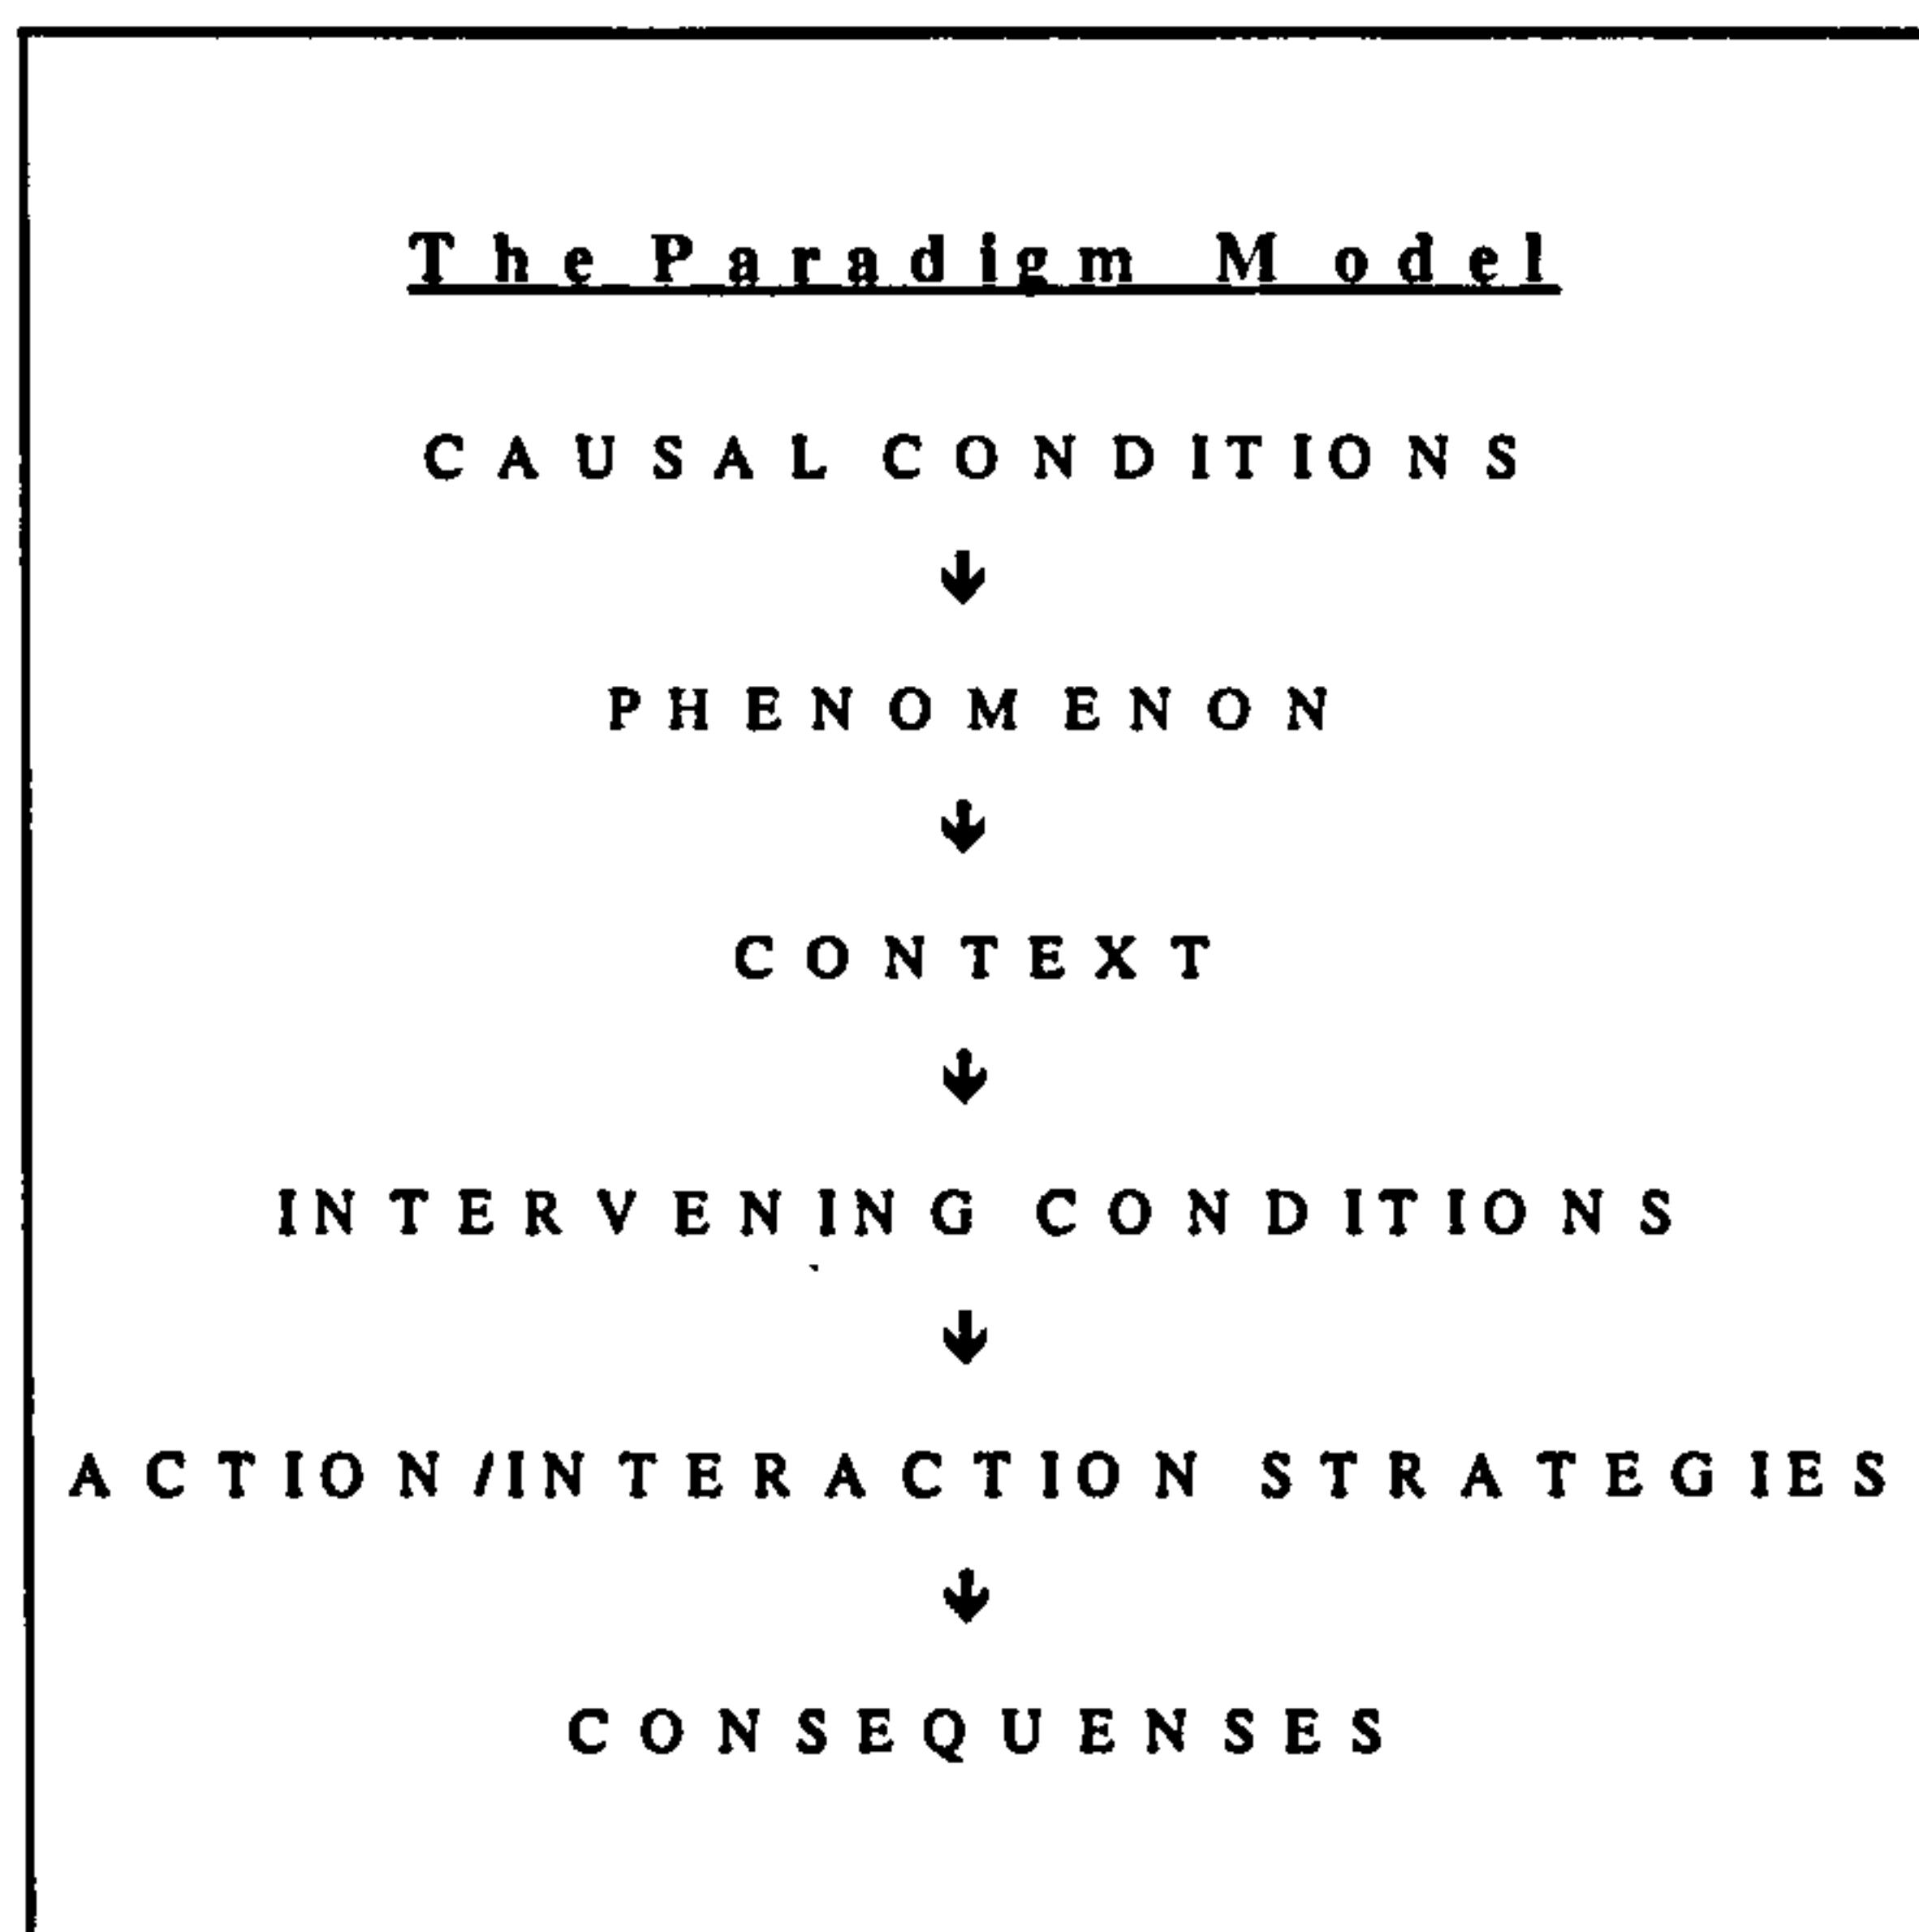 The Paradigm Model
CAUSAL CONDITIONS
↓
PHENOMENON
↓
CONTEXT
↓
INTERVENING CONDITIONS
↓
ACTION/INTERACTION STRATEGIES
↓
CONSEQUENSES